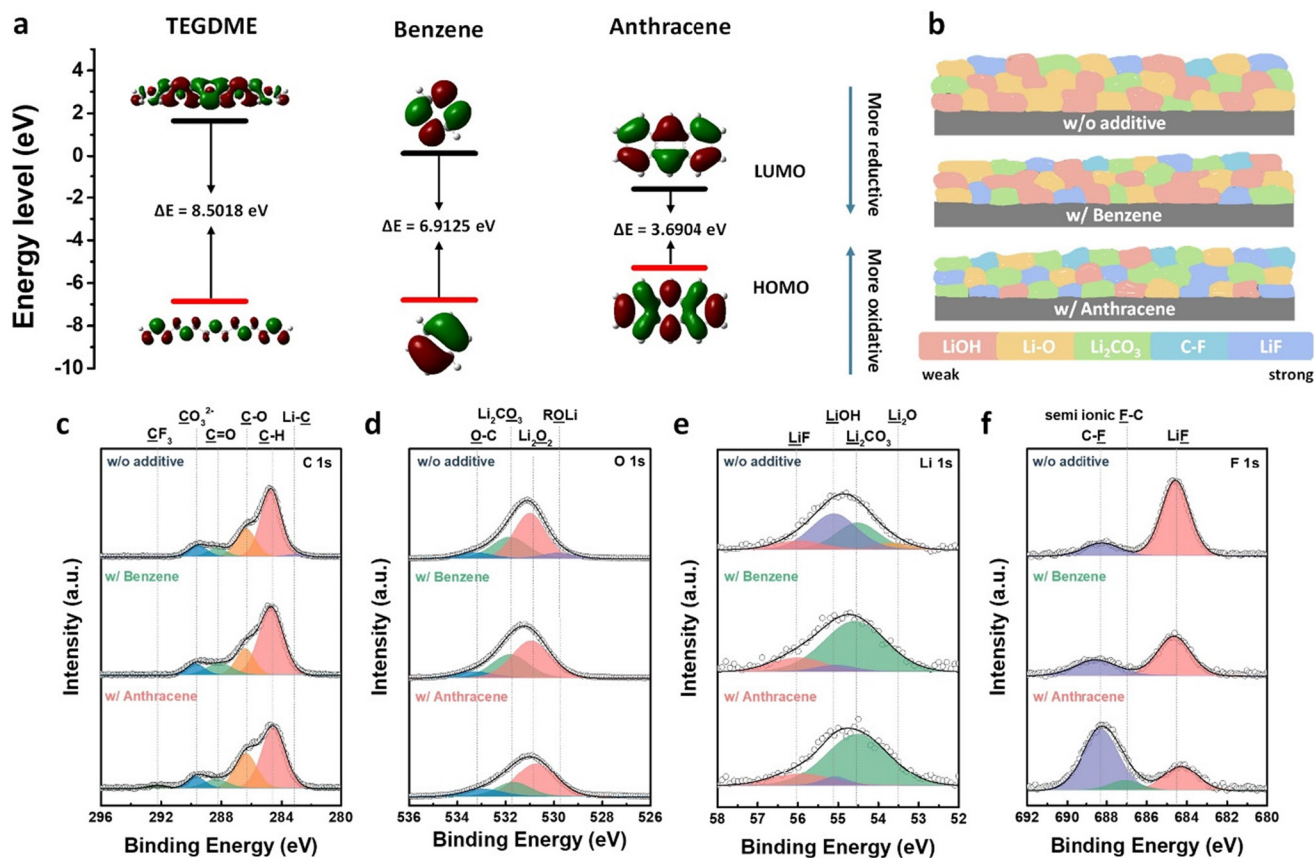 a
TEGDME
Benzene
Anthracene
Energy level (eV)
4
2
0
-2
-4
-6
-8
-10
ΔE = 8.5018 eV
ΔE = 6.9125 eV
ΔE = 3.6904 eV
LUMO
HOMO
More reductive
More oxidative
b
w/o additive
w/ Benzene
w/ Anthracene
LiOH Li-O Li₂CO₃ C-F LiF
weak strong
c
CF₃
CO₃²⁻
C=O
C-O
C-H
Li-C
w/o additive
C 1s
w/ Benzene
w/ Anthracene
Intensity (a.u.)
296 292 288 284 280
Binding Energy (eV)
d
O-C
Li₂CO₃
Li₂O₂
ROLi
w/o additive
O 1s
w/ Benzene
w/ Anthracene
Intensity (a.u.)
536 534 532 530 528 526
Binding Energy (eV)
e
LiF
LiOH
Li₂CO₃
Li₂O
w/o additive
Li 1s
w/ Benzene
w/ Anthracene
Intensity (a.u.)
58 57 56 55 54 53 52
Binding Energy (eV)
f
semi ionic F-C
C-F
LiF
w/o additive
F 1s
w/ Benzene
w/ Anthracene
Intensity (a.u.)
692 690 688 686 684 682 680
Binding Energy (eV)